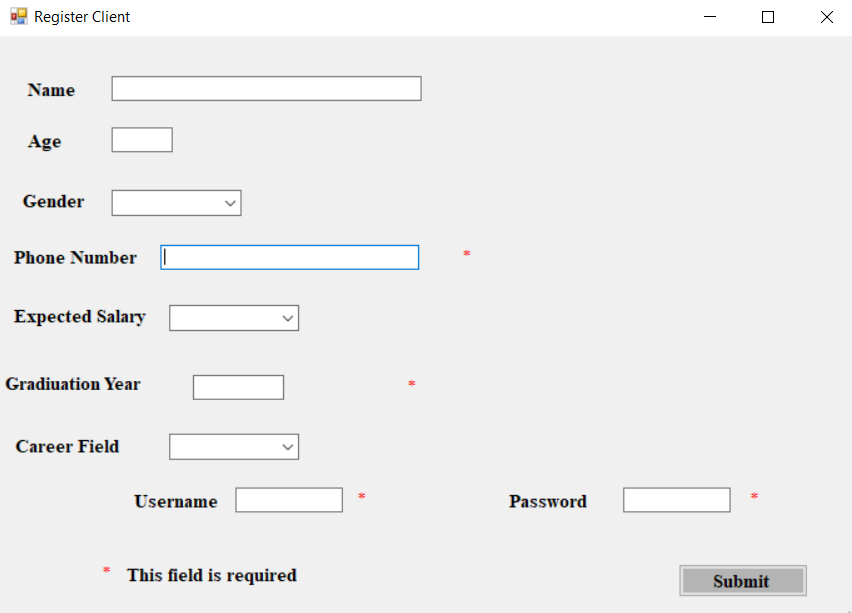 Register Client
Name
Age
Gender
Phone Number *
Expected Salary
Gradiuation Year *
Career Field
Username * Password *
* This field is required
Submit